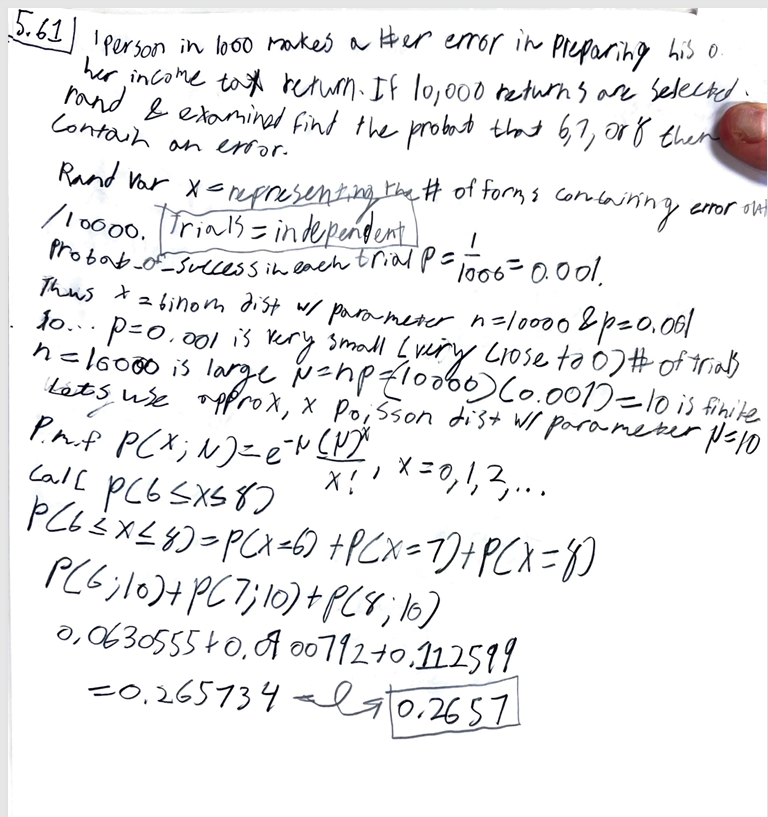 5.61 1 person in 1000 makes a #er error in preparing his o
her income tax return. If 10,000 returns are selected
rand & examined find the probab that 6,7, or 8 them
contain an error.
Rand Var x = representing the # of forms containing error out
/10000. Trials = independent
Probab_of_success in each trial p = 1/1000 = 0.001.
Thus x = binom dist w/ parameter n=10000 & p=0.001
So... p=0.001 is very small (very close to 0) # of trials
n=10000 is large μ=np=(10000)(0.001)=10 is finite
Lets use approx, x Poisson dist w/ parameter μ=10
P.m.f P(x;μ)=e^-μ (μ)^x/x!, x=0,1,2,...
Calc P(6≤x≤8)
P(6≤x≤8)=P(x=6)+P(x=7)+P(x=8)
P(6;10)+P(7;10)+P(8;10)
0.0630555+0.0900792+0.112599
=0.265734 → 0.2657